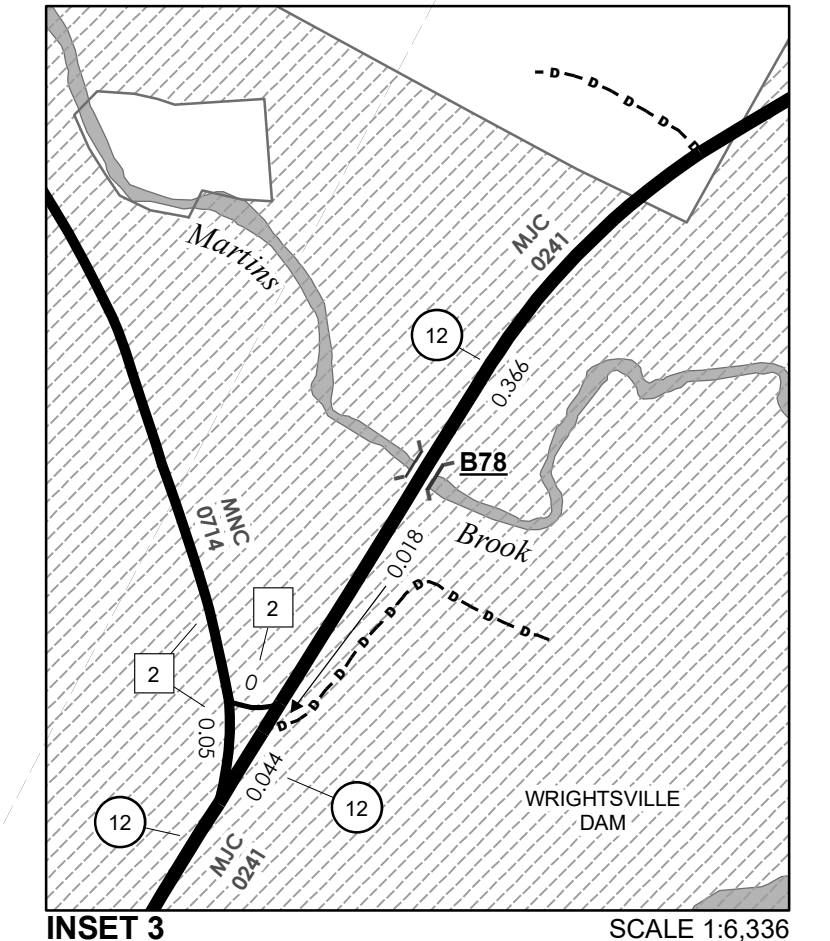 D D D D D
MJC
0241
Martins
12
0.366
B78
Brook
MNC
0714
0.018
D D D D D D D D
2
2
0
0.05
0.044
12
12
MJC
0241
WRIGHTSVILLE
DAM
INSET 3
SCALE 1:6,336